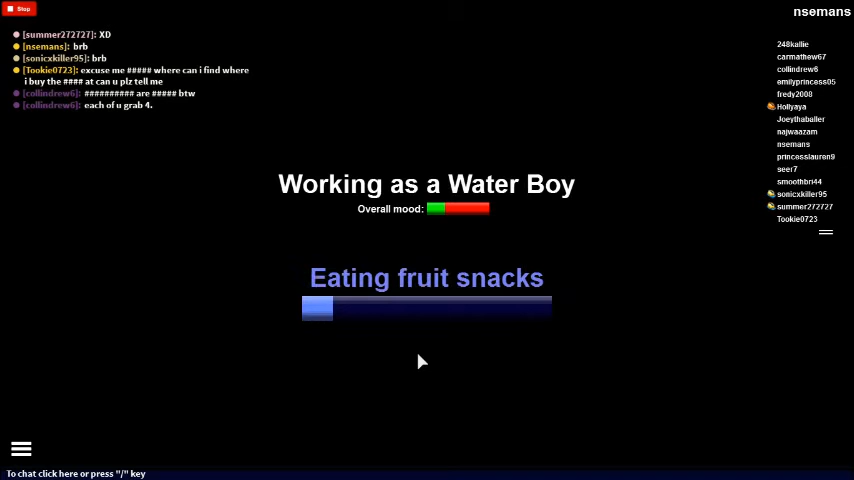 Stop
nsemans
[summer272727]: XD
[nsemans]: brb
[sonicxkiller95]: brb
[Tookie0723]: excuse me ##### where can i find where
i buy the #### at can u plz tell me
[collindrew6]: ########## are ##### btw
[collindrew6]: each of u grab 4.
248kallie
carmathew67
collindrew6
emilyprincess05
fredy2008
Hollyaya
Joeythaballer
najwaazam
nsemans
princesslauren9
seer7
smoothbri44
sonicxkiller95
summer272727
Tookie0723
Working as a Water Boy
Overall mood:
Eating fruit snacks
To chat click here or press "/" key